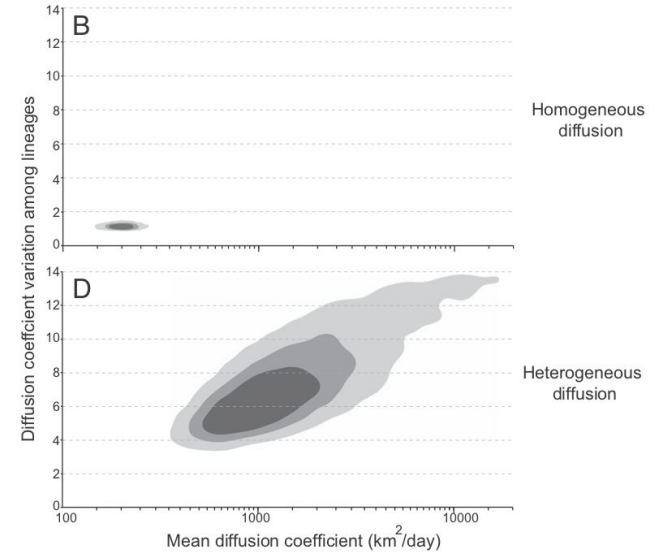 B
14
12
10
8
6
4
2
0
Homogeneous
diffusion
Diffusion coeffcient variation among lineages
D
14
12
10
8
6
4
2
0
Heterogeneous
diffusion
100
1000
10000
Mean diffusion coefficient (km2/day)